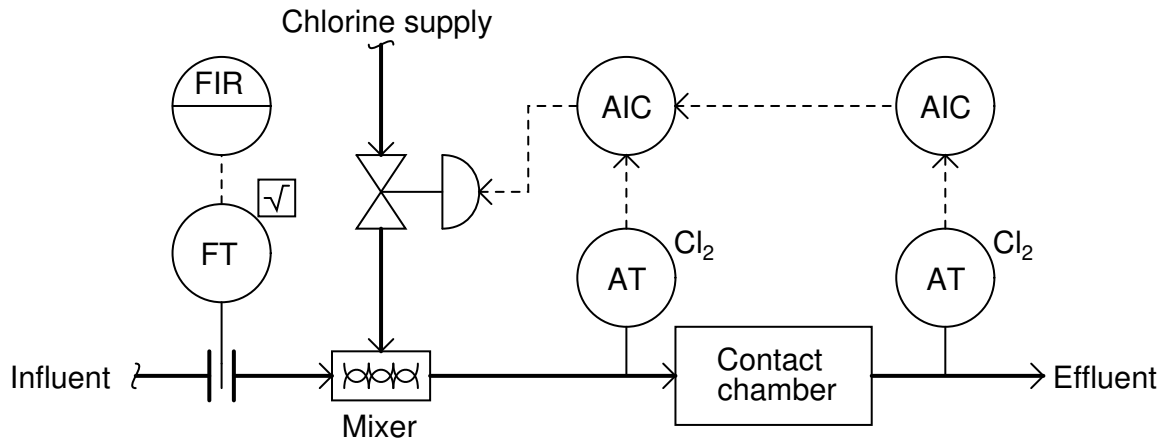 Chlorine supply
FIR
AIC
AIC
√
FT
Cl₂
Cl₂
AT
AT
Influent
Contact
chamber
Effluent
Mixer